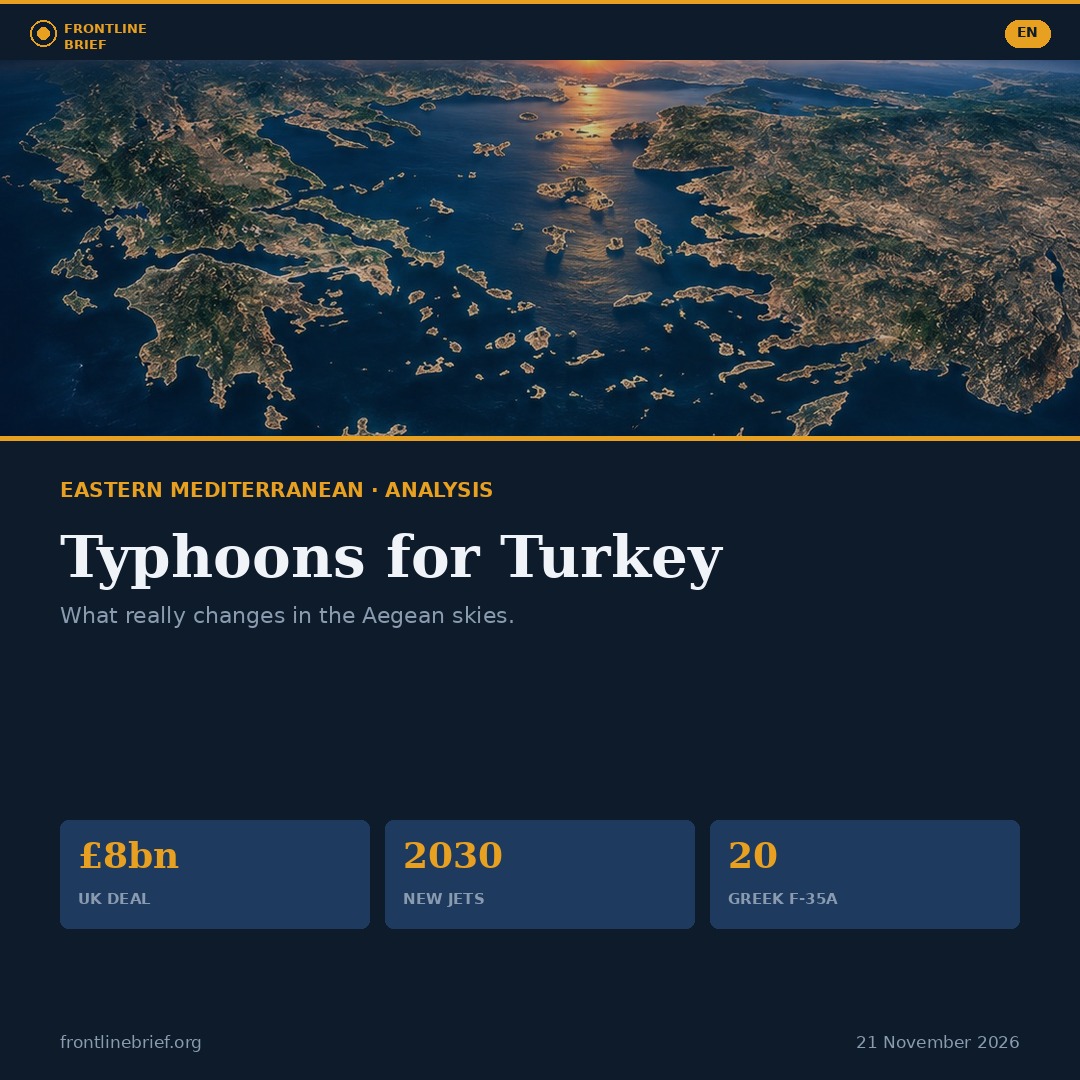 FRONTLINE
BRIEF
EN
EASTERN MEDITERRANEAN · ANALYSIS
Typhoons for Turkey
What really changes in the Aegean skies.
£8bn
UK DEAL
2030
NEW JETS
20
GREEK F-35A
frontlinebrief.org
21 November 2026